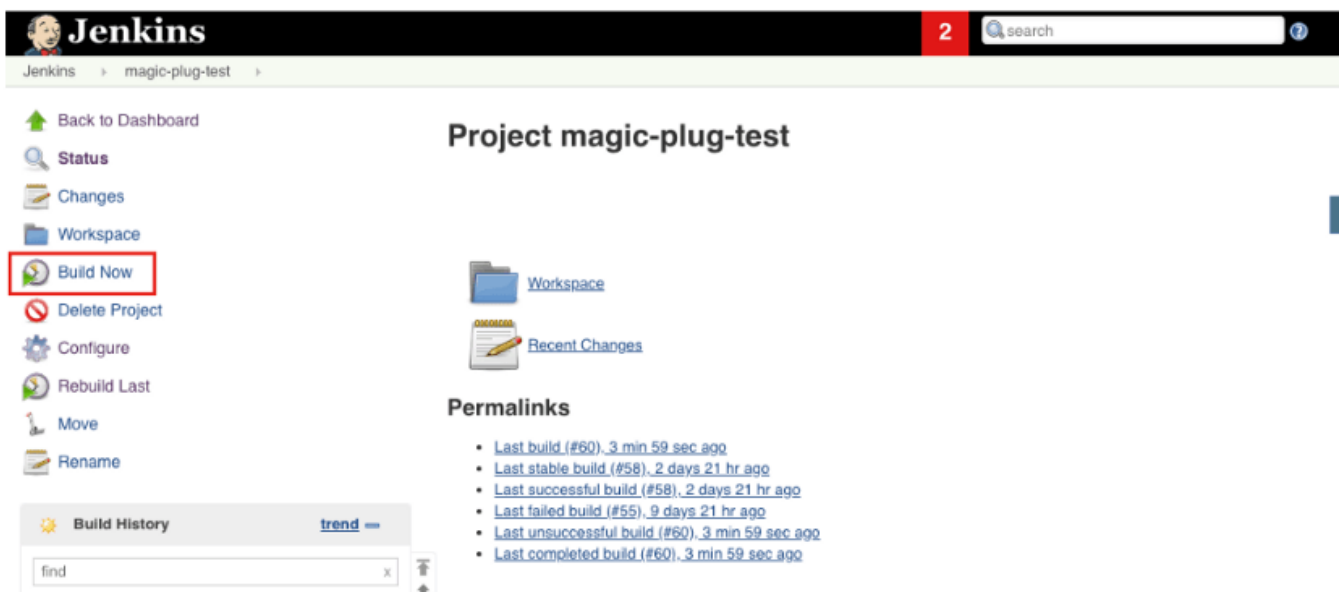 Jenkins
2
search
Jenkins
magic-plug-test
Back to Dashboard
Status
Changes
Workspace
Build Now
Delete Project
Configure
Rebuild Last
Move
Rename
Build History
trend
find
x
Project magic-plug-test
Workspace
Recent Changes
Permalinks
Last build (#60), 3 min 59 sec ago
Last stable build (#58), 2 days 21 hr ago
Last successful build (#58), 2 days 21 hr ago
Last failed build (#55), 9 days 21 hr ago
Last unsuccessful build (#60), 3 min 59 sec ago
Last completed build (#60), 3 min 59 sec ago